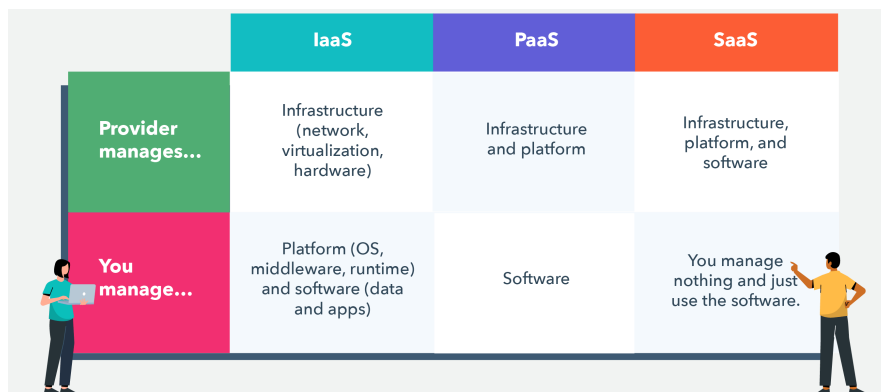 IaaS
PaaS
SaaS
Provider
manages...
Infrastructure
(network,
virtualization,
hardware)
Infrastructure
and platform
Infrastructure,
platform, and
software
You
manage...
Platform (OS,
middleware, runtime)
and software (data
and apps)
Software
You manage
nothing and just
use the software.